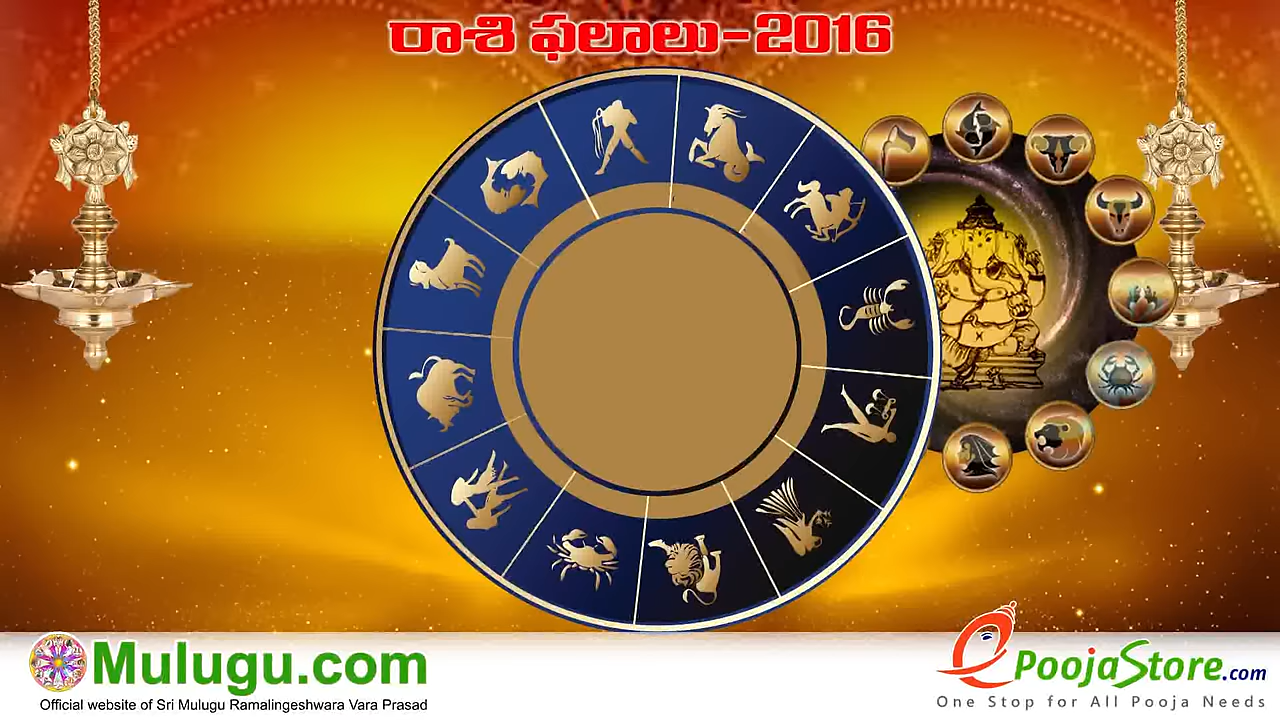 రాశి ఫలాలు-2016
Mulugu.com
Official website of Sri Mulugu Ramalingeshwara Vara Prasad
ePoojaStore.com
One Stop for All Pooja Needs